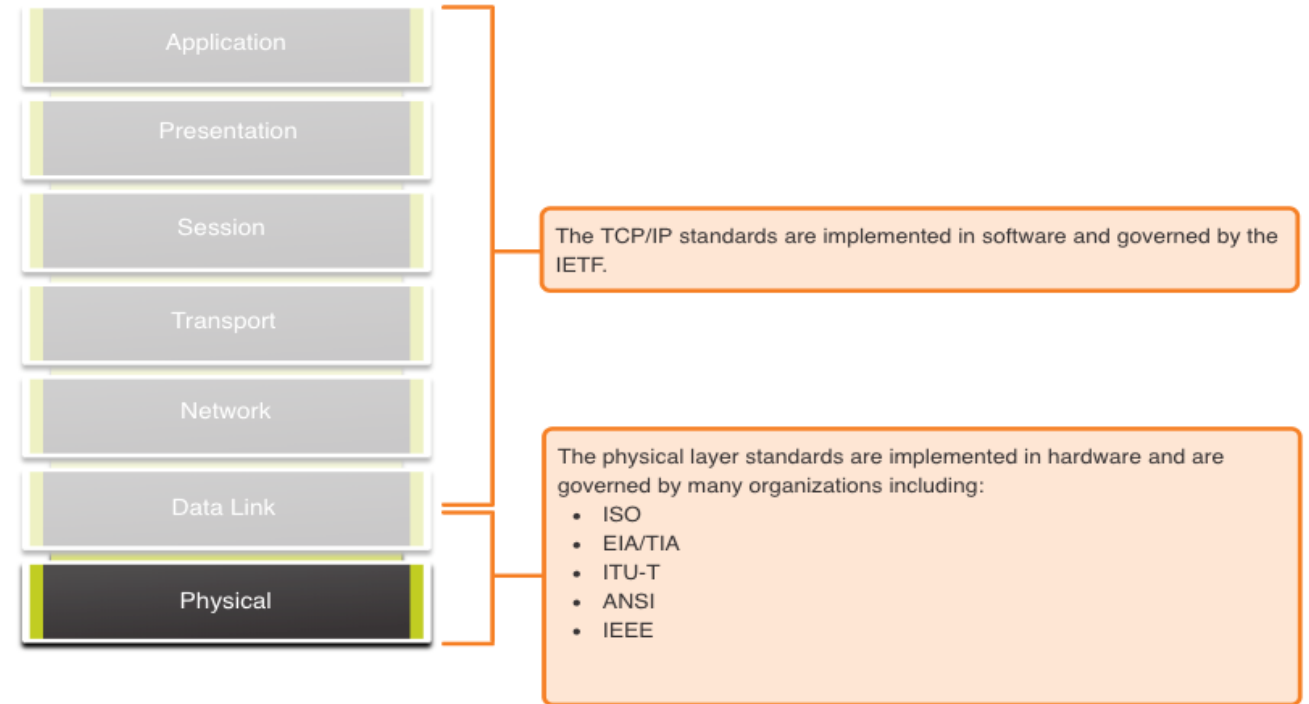 Application
Presentation
Session
Transport
Network
Data Link
Physical
The TCP/IP standards are implemented in software and governed by the
IETF.
The physical layer standards are implemented in hardware and are
governed by many organizations including:
• ISO
• EIA/TIA
• ITU-T
• ANSI
• IEEE